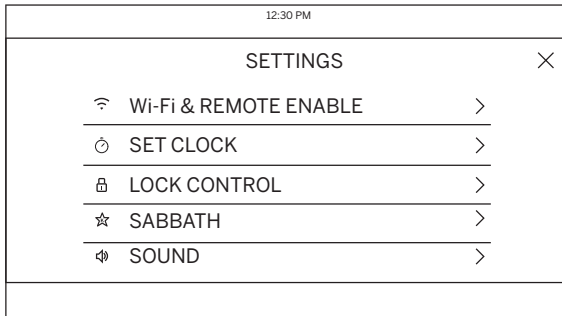 12:30 PM
SETTINGS
Wi-Fi & REMOTE ENABLE
SET CLOCK
LOCK CONTROL
SABBATH
SOUND